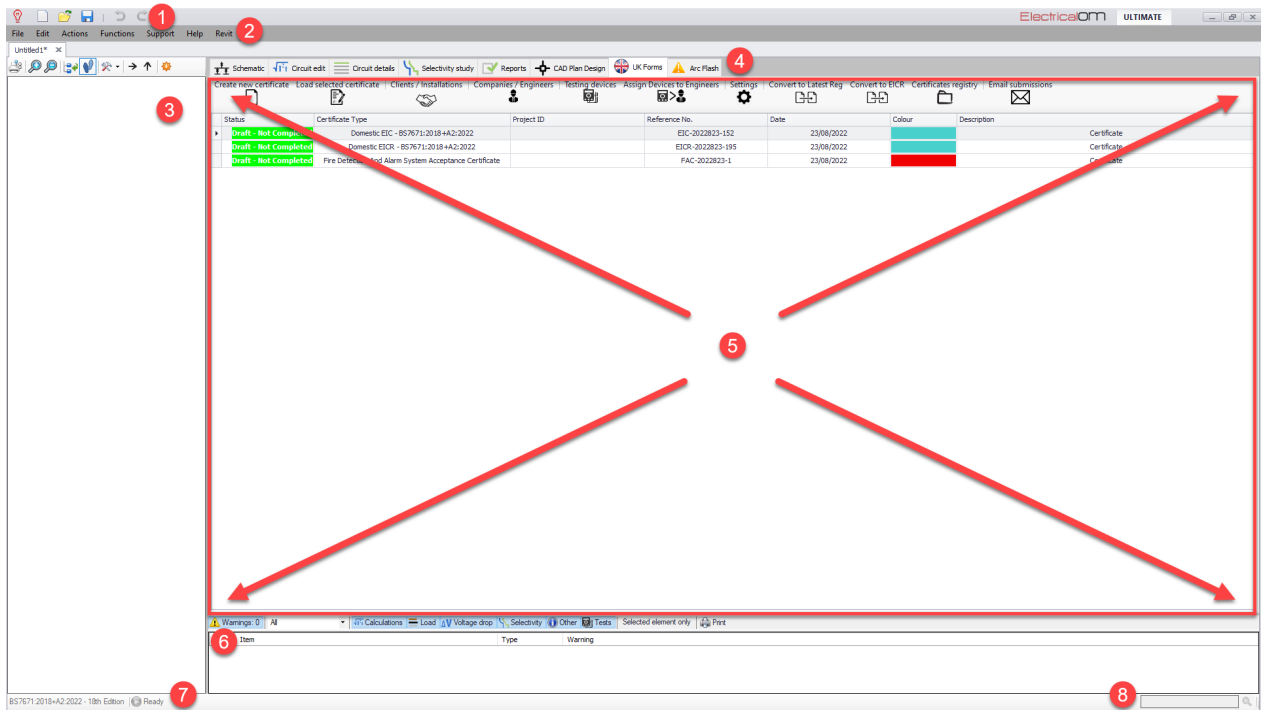 1
ElectricalOM ULTIMATE
File Edit Actions Functions Support Help Revit 2
Untitled1*
Schematic Circuit edit Circuit details Selectivity study Reports CAD Plan Design UK Forms Arc Flash 4
3
Create new certificate Load selected certificate Clients / Installations Companies / Engineers Testing devices Assign Devices to Engineers Settings Convert to Latest Reg Convert to EICR Certificates registry Email submissions
Status Certificate Type Project ID Reference No. Date Colour Description
Draft - Not Completed Domestic EIC - BS7671:2018+A2:2022 EIC-2022823-152 23/08/2022 Certificate
Draft - Not Completed Domestic EICR - BS7671:2018+A2:2022 EICR-2022823-195 23/08/2022 Certificate
Draft - Not Completed Fire Detection And Alarm System Acceptance Certificate FAC-2022823-1 23/08/2022 Certificate
5
Warnings: 0 All Calculations Load ΔV Voltage drop Selectivity Other Tests Selected element only Print
6 Item Type Warning
BS7671:2018+A2:2022 - 18th Edition Ready 7 8